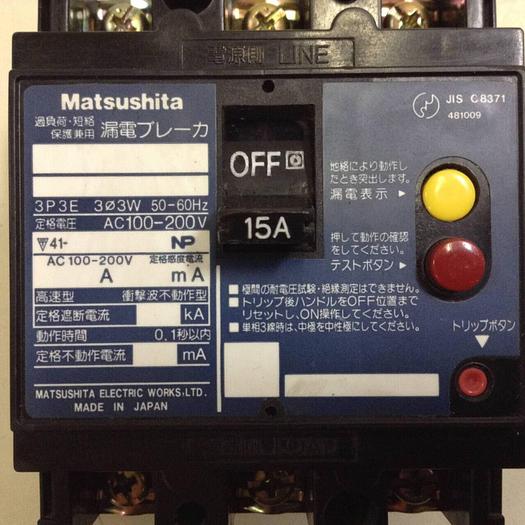 電源側 LINE
Matsushita
過負荷・短絡
保護兼用 漏電ブレーカ
3P3E 3Ø3W 50-60Hz
定格電圧 AC100-200V
41-
NP
AC100-200V 定格感度電流
A mA
高速型 衝撃波不動作型
定格遮断電流 kA
動作時間 0.1秒以内
定格不動作電流 mA
MATSUSHITA ELECTRIC WORKS,LTD.
MADE IN JAPAN
OFF
15A
JIS C8371
481009
地絡により動作し
たとき突出します。
漏電表示 ▶
押して動作の確認
をしてください。
テストボタン ▶
■ 極間の耐電圧試験・絶縁測定はできません。
■ トリップ後ハンドルをOFF位置まで
リセットし、ON操作してください。
■ 単相3線時は、中極を中性極にしてください。
トリップボタン
▽
負荷側 LOAD